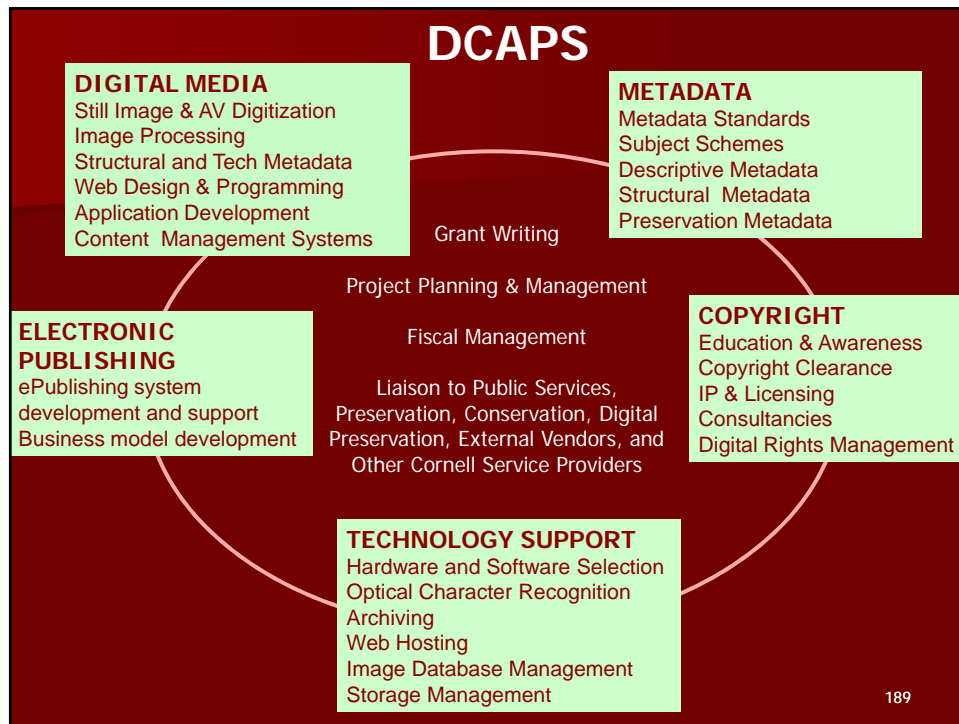 DCAPS
DIGITAL MEDIA
Still Image & AV Digitization
Image Processing
Structural and Tech Metadata
Web Design & Programming
Application Development
Content Management Systems
METADATA
Metadata Standards
Subject Schemes
Descriptive Metadata
Structural Metadata
Preservation Metadata
Grant Writing
Project Planning & Management
Fiscal Management
Liaison to Public Services,
Preservation, Conservation, Digital
Preservation, External Vendors, and
Other Cornell Service Providers
ELECTRONIC
PUBLISHING
ePublishing system
development and support
Business model development
COPYRIGHT
Education & Awareness
Copyright Clearance
IP & Licensing
Consultancies
Digital Rights Management
TECHNOLOGY SUPPORT
Hardware and Software Selection
Optical Character Recognition
Archiving
Web Hosting
Image Database Management
Storage Management
189